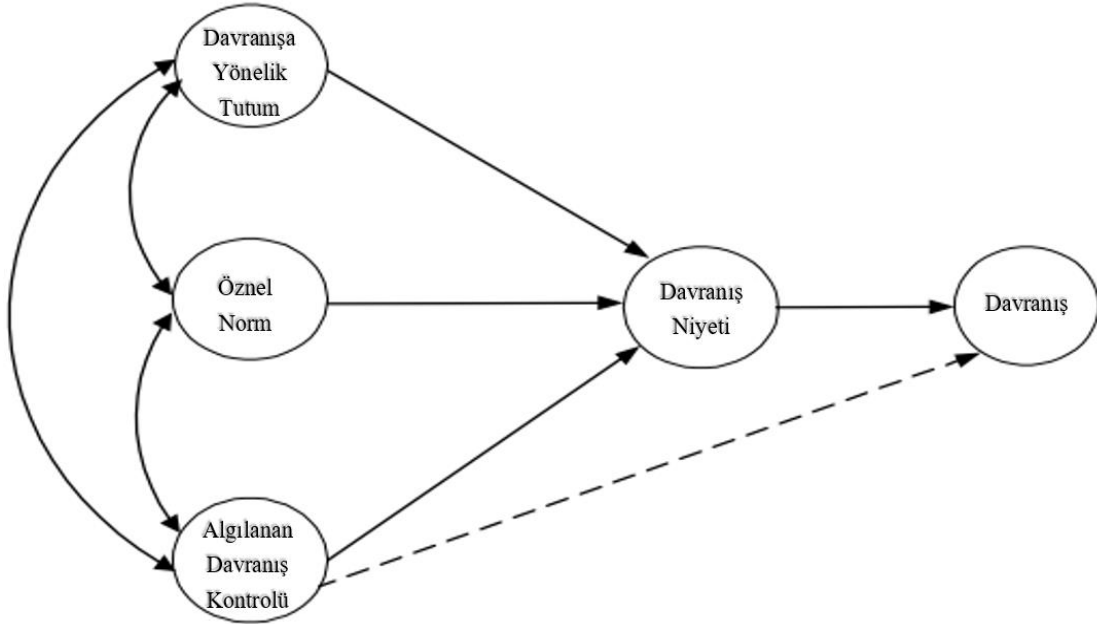 Davranışa
Yönelik
Tutum
Öznel
Norm
Davranış
Niyeti
Davranış
Algılanan
Davranış
Kontrolü